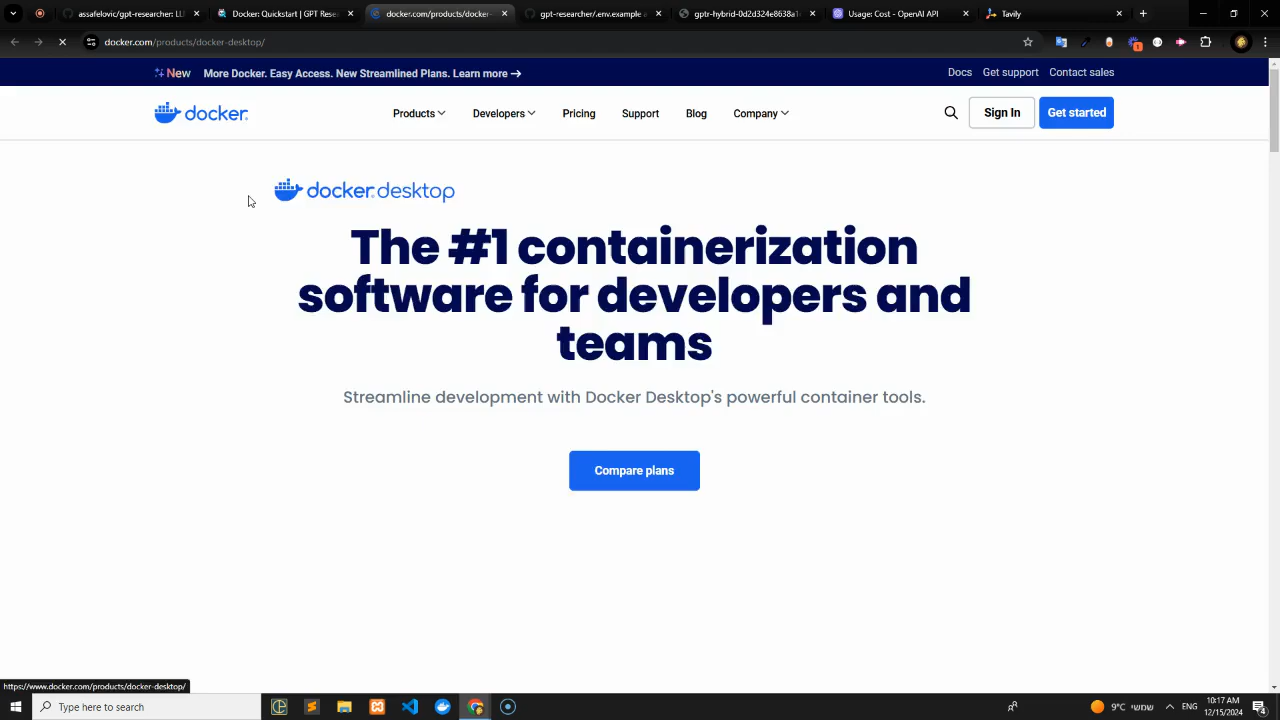 assafelovic/gpt-researcher: LL
Docker: Quickstart | GPT Resea
docker.com/products/docker-
gpt-researcher/.env.example a
gptr-hybrid-0d2d324e8638a1
Usage: Cost - OpenAI API
Tavily
docker.com/products/docker-desktop/
New More Docker. Easy Access. New Streamlined Plans. Learn more →
Docs Get support Contact sales
docker.
Products Developers Pricing Support Blog Company
Sign In
Get started
docker.desktop
The #1 containerization
software for developers and
teams
Streamline development with Docker Desktop's powerful container tools.
Compare plans
https://www.docker.com/products/docker-desktop/
Type here to search
9°C שמשי
ENG
10:17 AM
12/15/2024
4